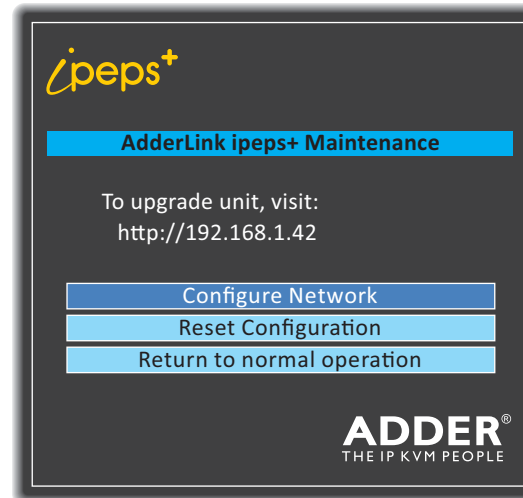 ipeps+
AdderLink ipeps+ Maintenance
To upgrade unit, visit:
http://192.168.1.42
Configure Network
Reset Configuration
Return to normal operation
ADDER®
THE IP KVM PEOPLE